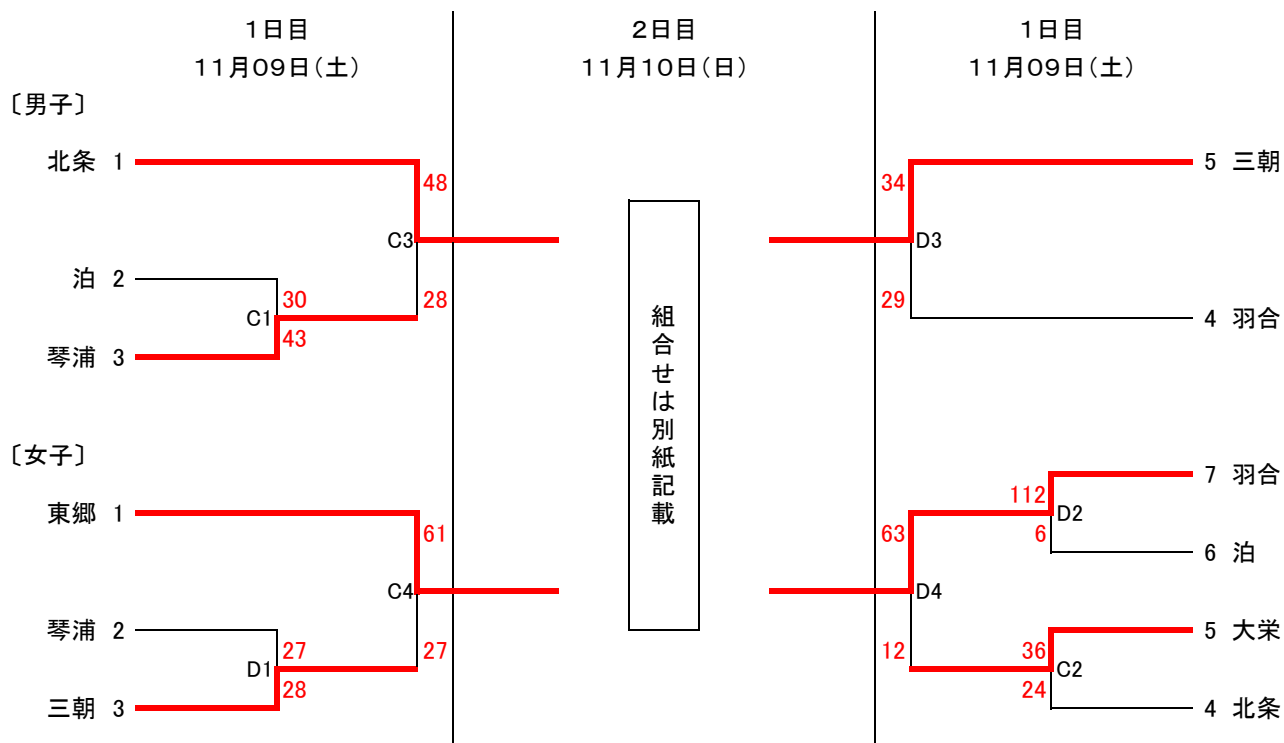 1日目
11月09日(土)
2日目
11月10日(日)
1日目
11月09日(土)
〔男子〕
北条 1
48
C3
泊 2
30
28
C1
43
琴浦 3
34
5 三朝
D3
29
4 羽合
組合せは別紙記載
〔女子〕
東郷 1
61
C4
琴浦 2
27
27
D1
28
三朝 3
7 羽合
112
63
D2
6
6 泊
D4
5 大栄
12
36
C2
24
4 北条